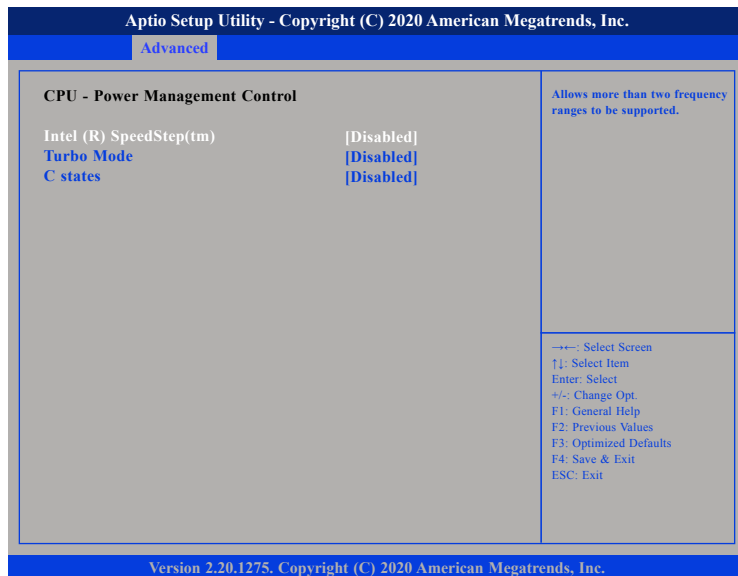 Aptio Setup Utility - Copyright (C) 2020 American Megatrends, Inc.
Advanced
CPU - Power Management Control
Intel (R) SpeedStep(tm) [Disabled]
Turbo Mode [Disabled]
C states [Disabled]
Allows more than two frequency
ranges to be supported.
→←: Select Screen
↑↓: Select Item
Enter: Select
+/-: Change Opt.
F1: General Help
F2: Previous Values
F3: Optimized Defaults
F4: Save & Exit
ESC: Exit
Version 2.20.1275. Copyright (C) 2020 American Megatrends, Inc.